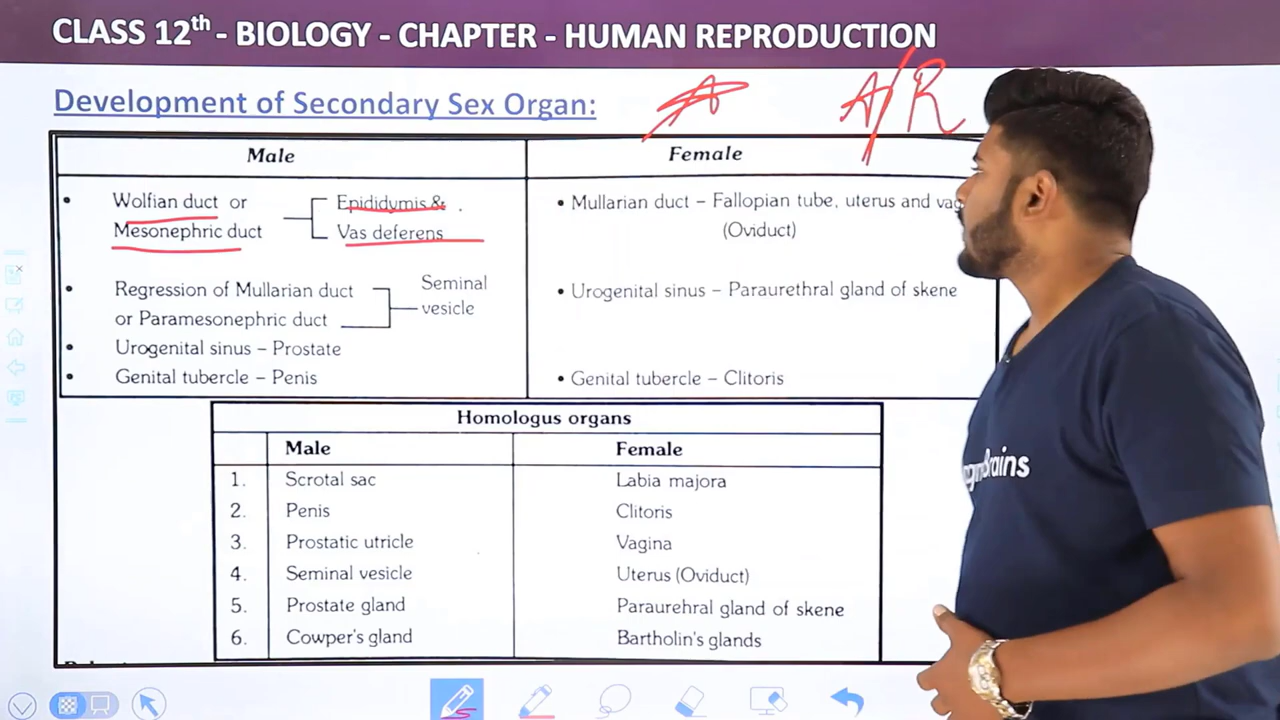 CLASS 12th - BIOLOGY - CHAPTER - HUMAN REPRODUCTION
Development of Secondary Sex Organ:
A
A/R
Male
Female
• Wolfian duct or
Mesonephric duct
Epididymis &
Vas deferens
• Regression of Mullarian duct
or Paramesonephric duct
Seminal
vesicle
• Urogenital sinus – Prostate
• Genital tubercle – Penis
• Mullarian duct – Fallopian tube, uterus and
(Oviduct)
• Urogenital sinus – Paraurethral gland of skene
• Genital tubercle – Clitoris
Homologus organs
Male Female
1. Scrotal sac Labia majora
2. Penis Clitoris
3. Prostatic utricle Vagina
4. Seminal vesicle Uterus (Oviduct)
5. Prostate gland Paraurehral gland of skene
6. Cowper's gland Bartholin's glands